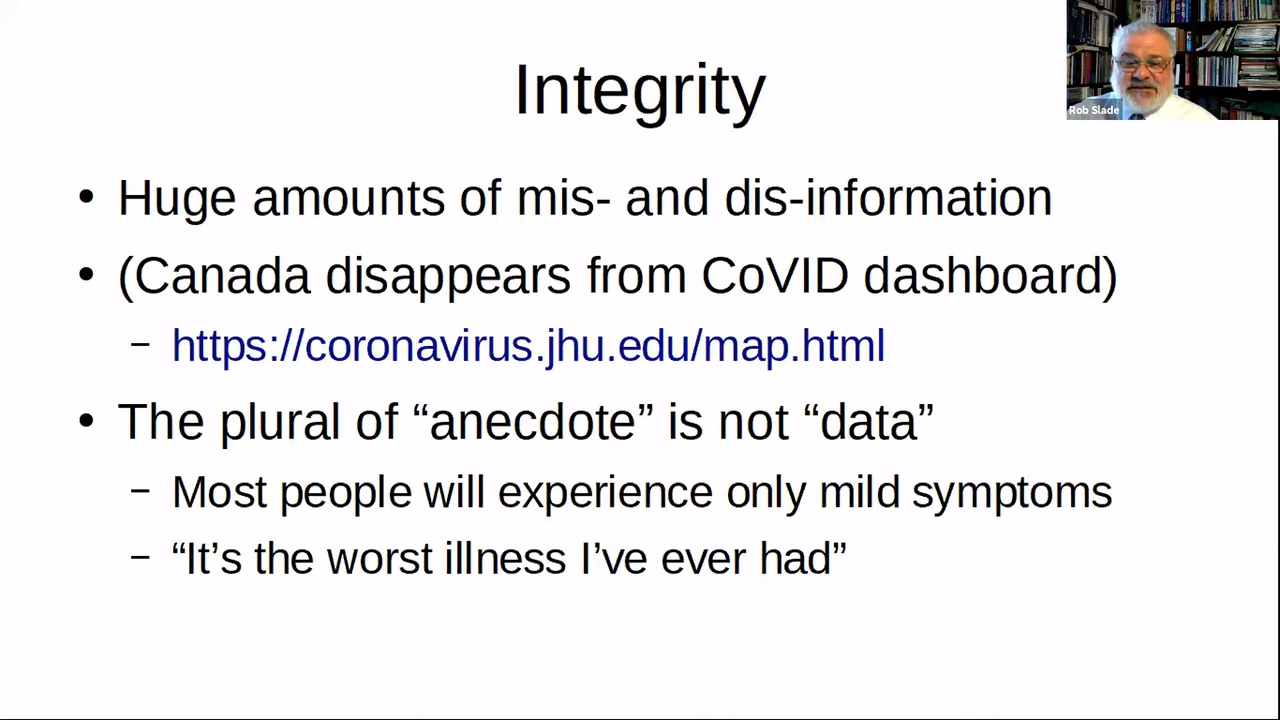 Integrity
Rob Slade
• Huge amounts of mis- and dis-information
• (Canada disappears from CoVID dashboard)
– https://coronavirus.jhu.edu/map.html
• The plural of “anecdote” is not “data”
– Most people will experience only mild symptoms
– “It’s the worst illness I’ve ever had”